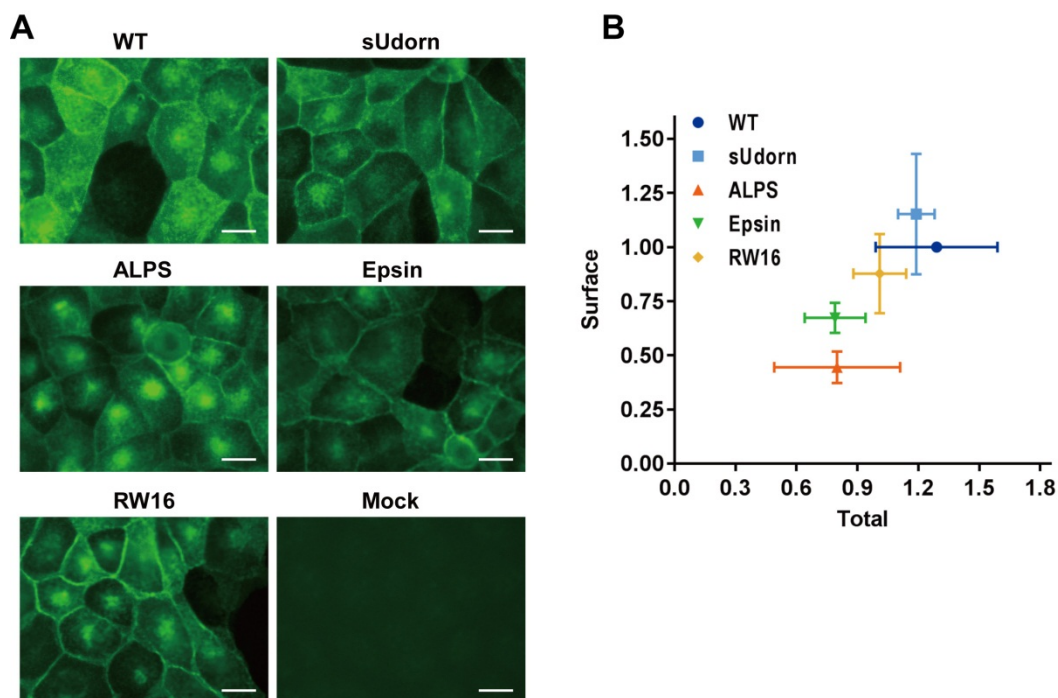 A
WT
sUdorn
ALPS
Epsin
RW16
Mock
B
WT
sUdorn
ALPS
Epsin
RW16
1.50
1.25
1.00
0.75
0.50
0.25
0.00
Surface
0.0 0.3 0.6 0.9 1.2 1.5 1.8
Total